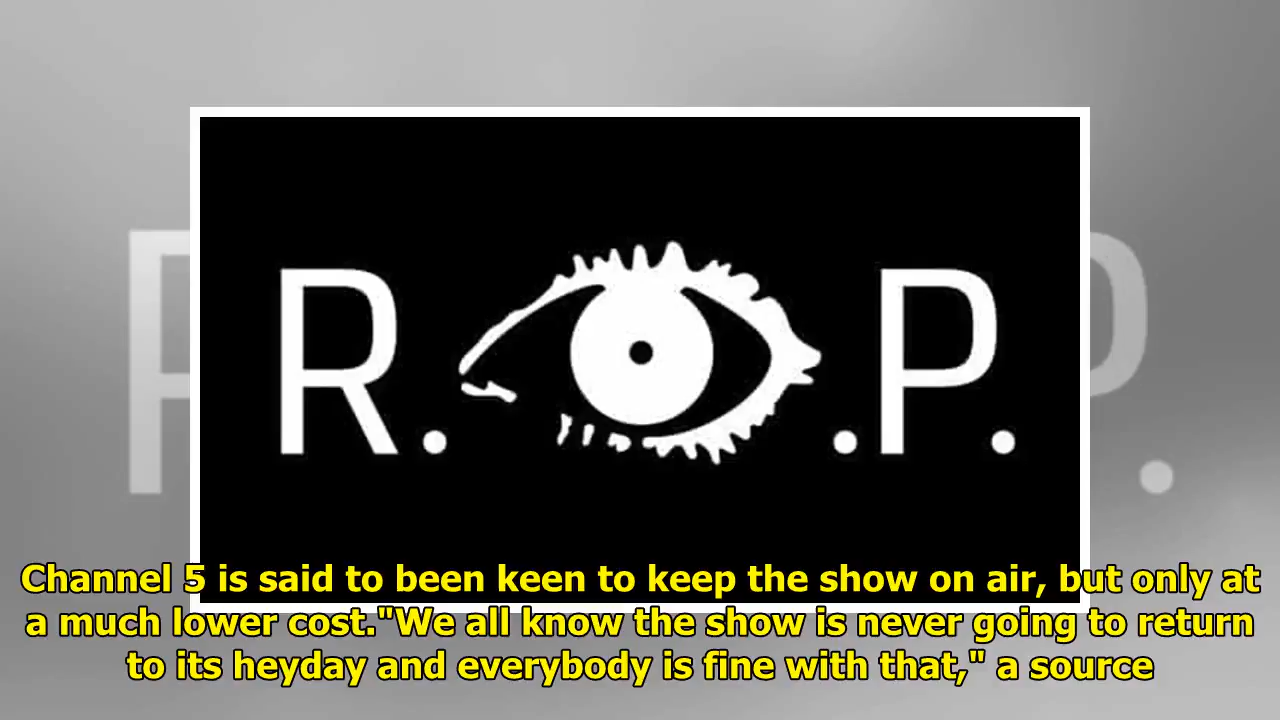 R. .P.
Channel 5 is said to been keen to keep the show on air, but only at
a much lower cost."We all know the show is never going to return
to its heyday and everybody is fine with that," a source